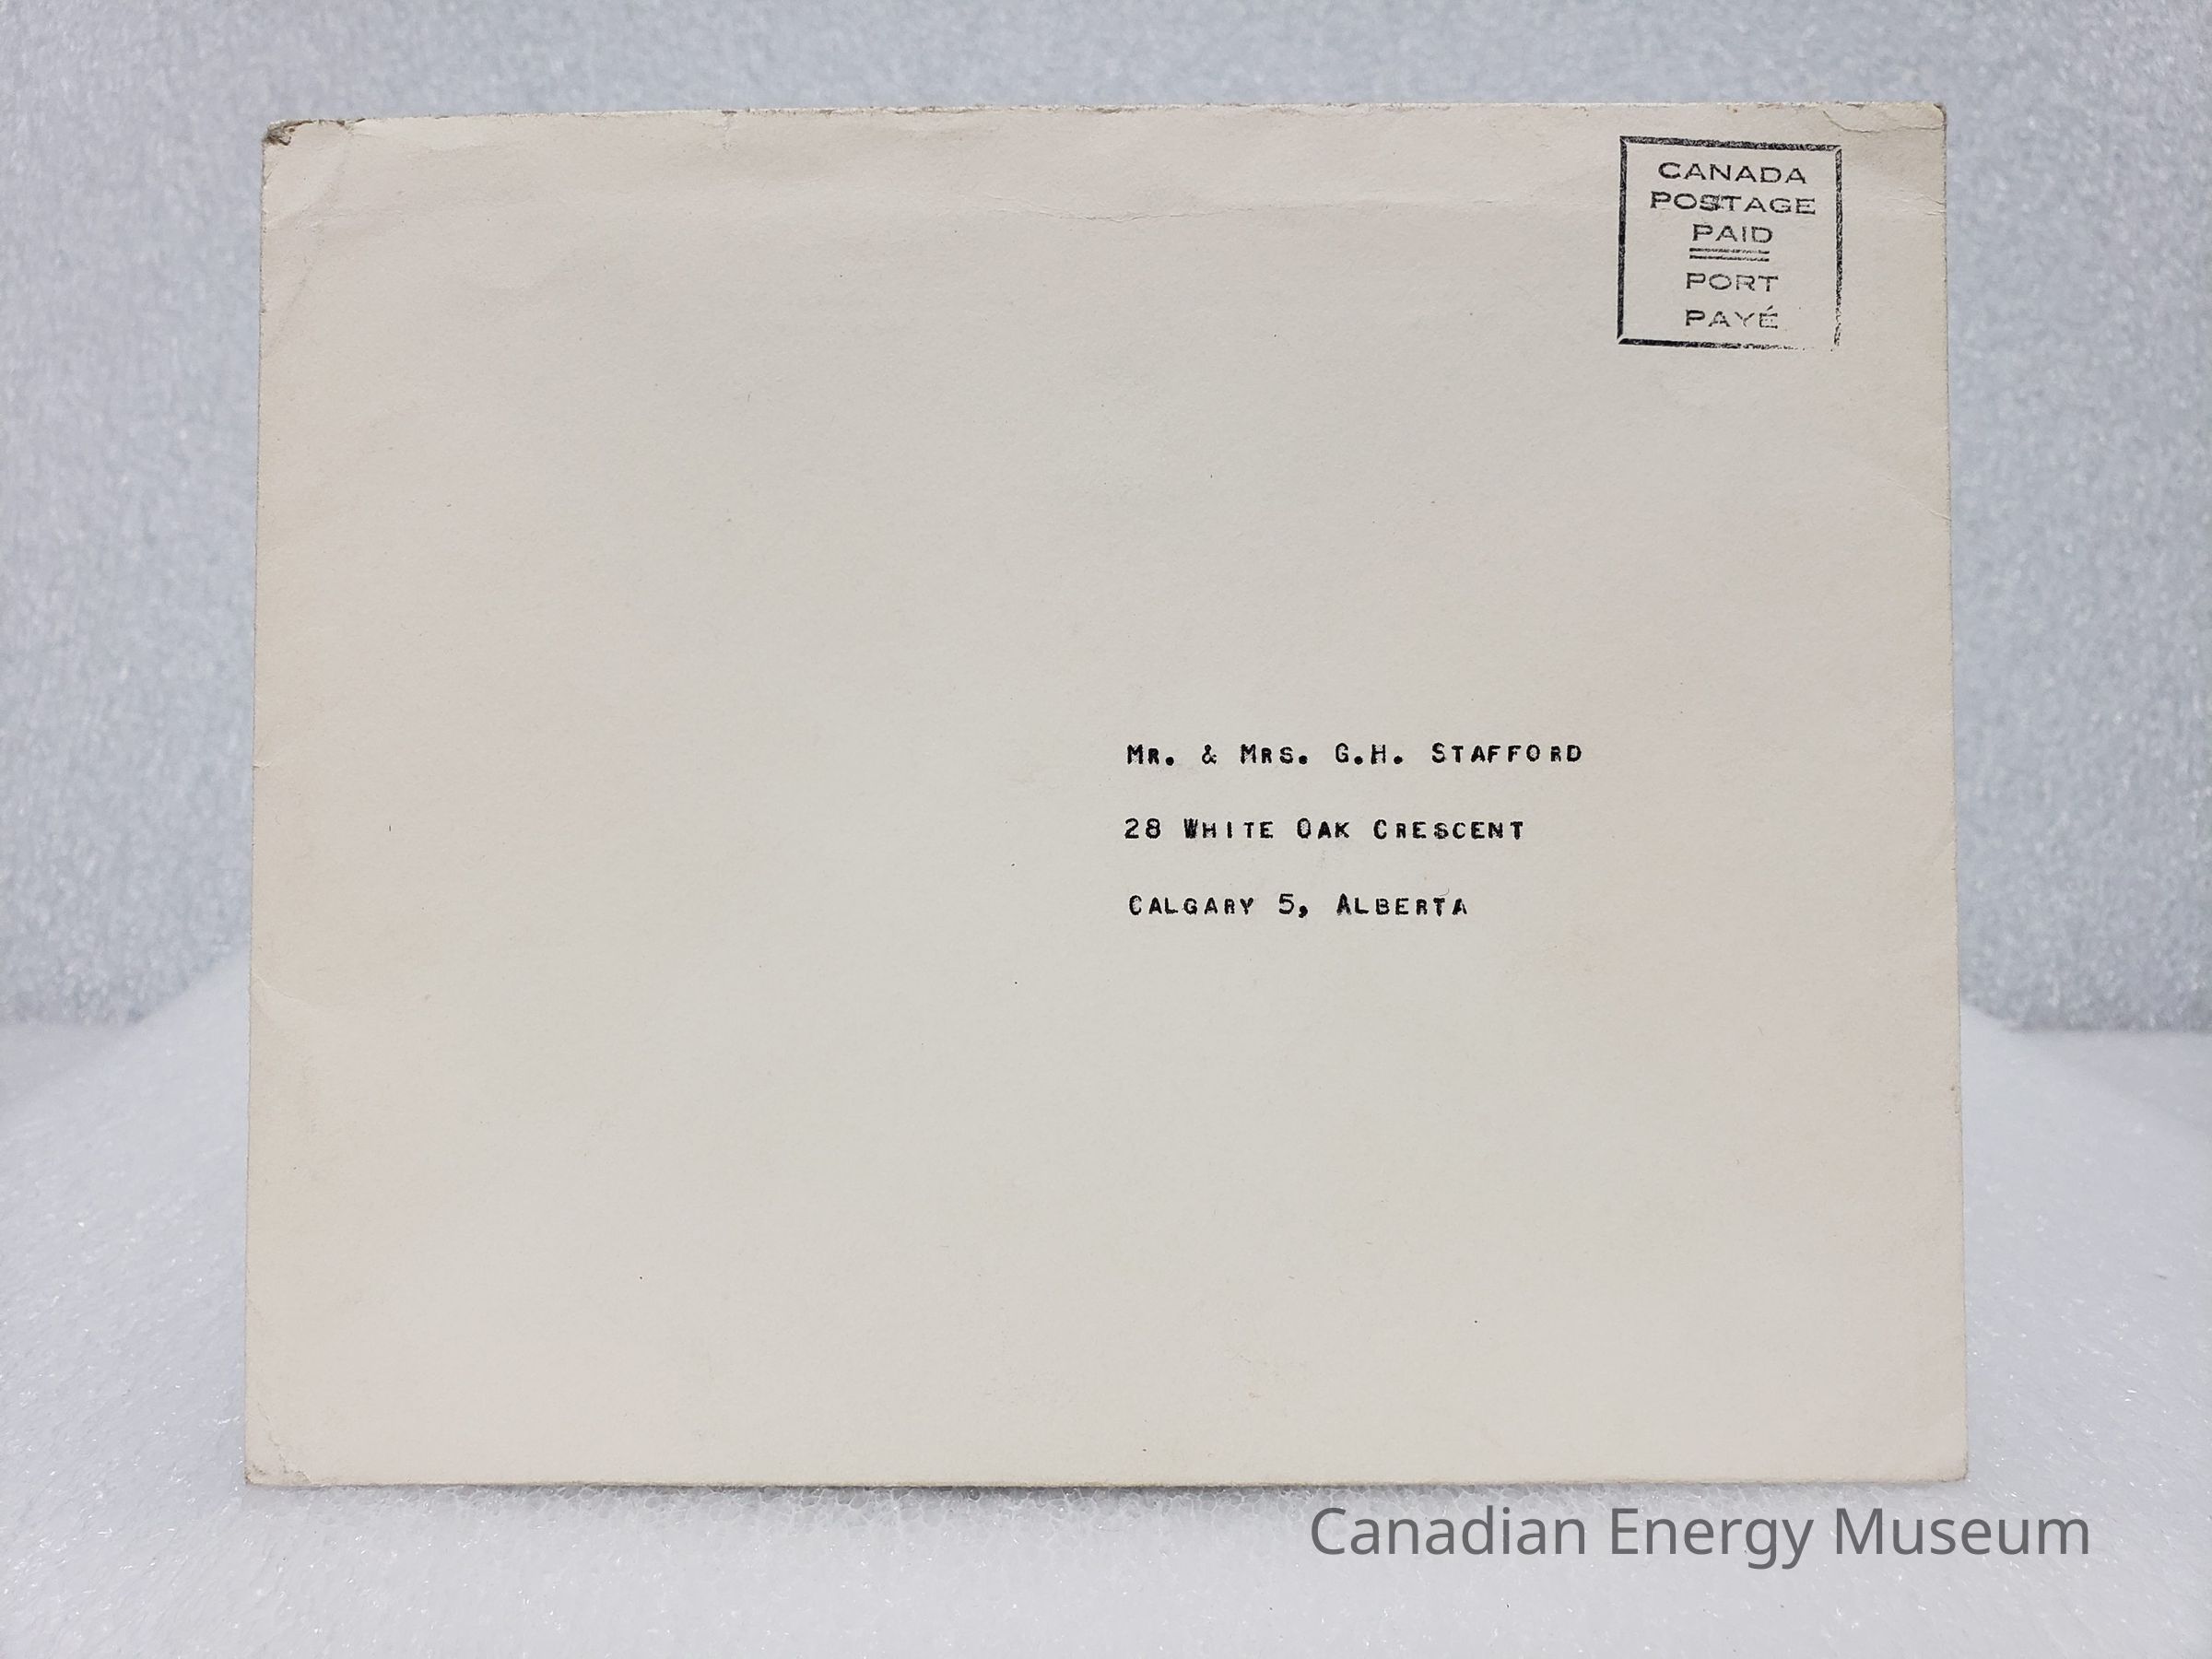 CANADA
POSTAGE
PAID
PORT
PAYÉ
Mr. & Mrs. G.H. Stafford
28 White Oak Crescent
Calgary 5, Alberta
Canadian Energy Museum